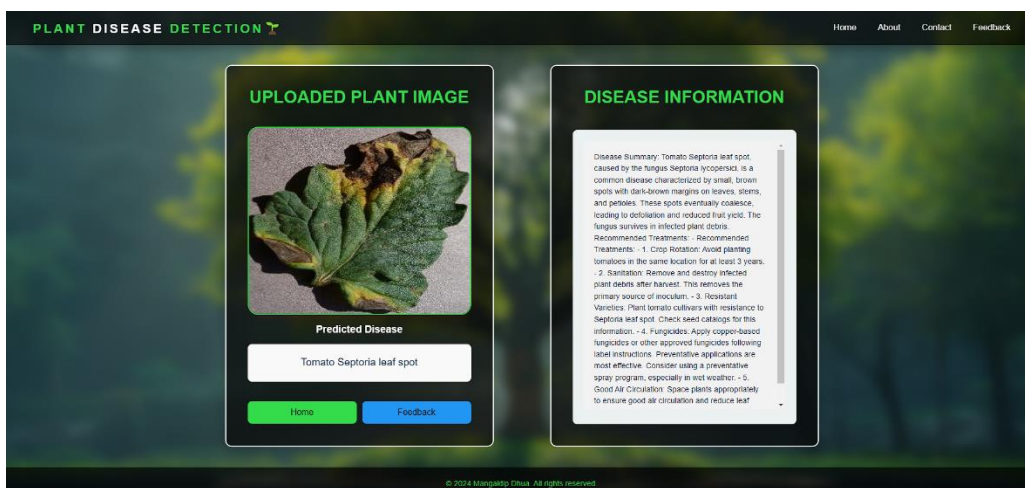 PLANT DISEASE DETECTION
Home About Contact Feedback
UPLOADED PLANT IMAGE
Predicted Disease
Tomato Septoria leaf spot
Home
Feedback
DISEASE INFORMATION
Disease Summary: Tomato Septoria leaf spot,
caused by the fungus Septoria lycopersici, is a
common disease characterized by small, brown
spots with dark-brown margins on leaves, stems,
and petioles. These spots eventually coalesce,
leading to defoliation and reduced fruit yield. The
fungus survives in infected plant debris.
Recommended Treatments: - Recommended
Treatments: - 1. Crop Rotation: Avoid planting
tomatoes in the same location for at least 3 years.
- 2. Sanitation: Remove and destroy infected
plant debris after harvest. This removes the
primary source of inoculum. - 3. Resistant
Varieties: Plant tomato cultivars with resistance to
Septoria leaf spot. Check seed catalogs for this
information. - 4. Fungicides: Apply copper-based
fungicides or other approved fungicides following
label instructions. Preventative applications are
most effective. Consider using a preventative
spray program, especially in wet weather. - 5.
Good Air Circulation: Space plants appropriately
to ensure good air circulation and reduce leaf
© 2024 Mangaldip Dhua. All rights reserved